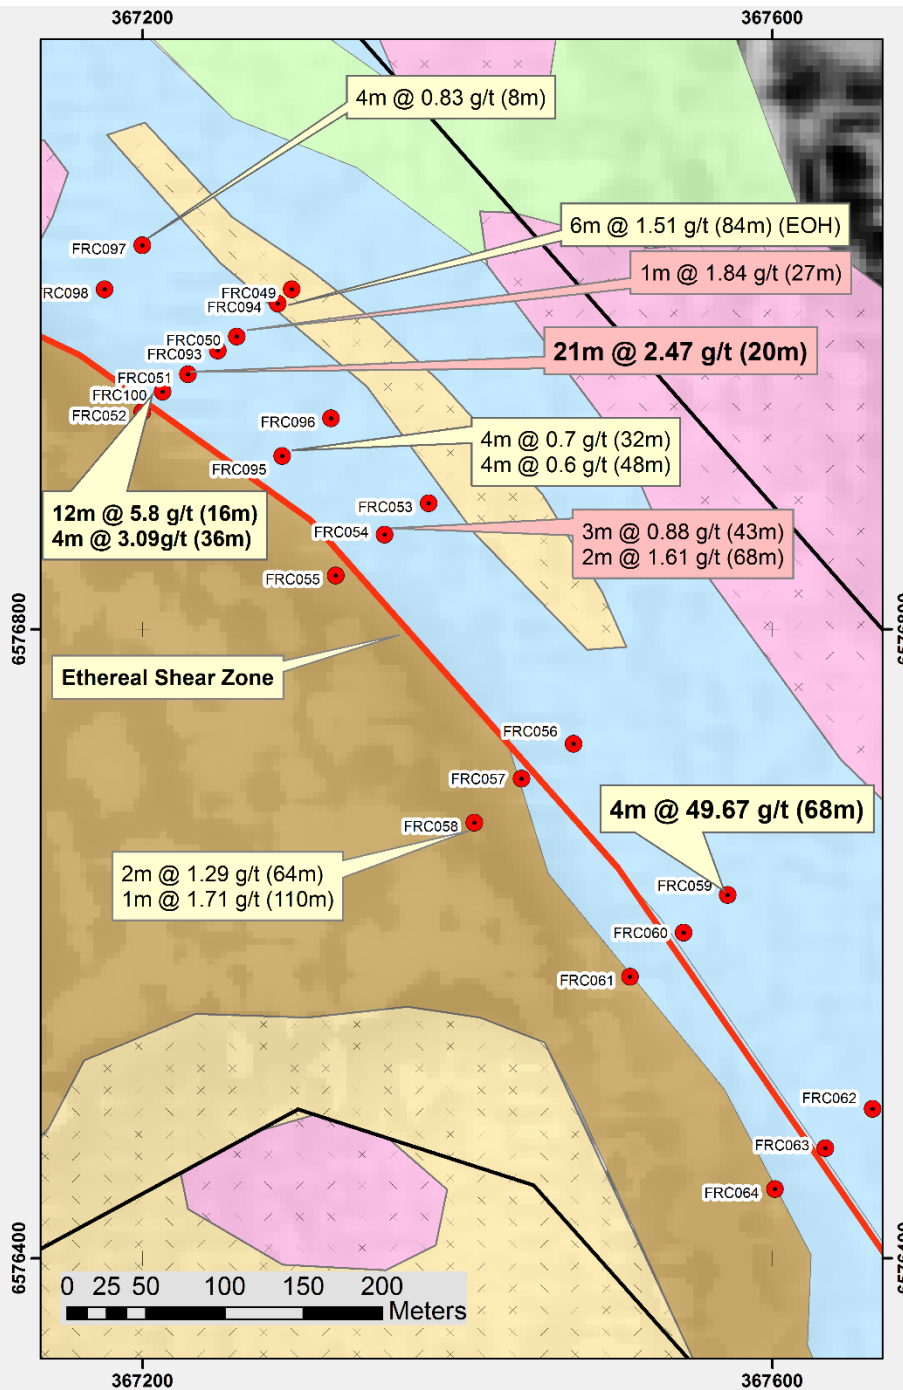 367200
367600
4m @ 0.83 g/t (8m)
6m @ 1.51 g/t (84m) (EOH)
FRC097
1m @ 1.84 g/t (27m)
RC098
FRC049
FRC094
FRC050
FRC093
21m @ 2.47 g/t (20m)
FRC051
FRC100
FRC052
FRC096
4m @ 0.7 g/t (32m)
4m @ 0.6 g/t (48m)
FRC095
12m @ 5.8 g/t (16m)
4m @ 3.09g/t (36m)
FRC053
FRC054
3m @ 0.88 g/t (43m)
2m @ 1.61 g/t (68m)
FRC055
6576800
6576800
Ethereal Shear Zone
FRC056
FRC057
4m @ 49.67 g/t (68m)
FRC058
2m @ 1.29 g/t (64m)
1m @ 1.71 g/t (110m)
FRC059
FRC060
FRC061
FRC062
FRC063
FRC064
6576400
6576400
0 25 50 100 150 200
Meters
367200
367600